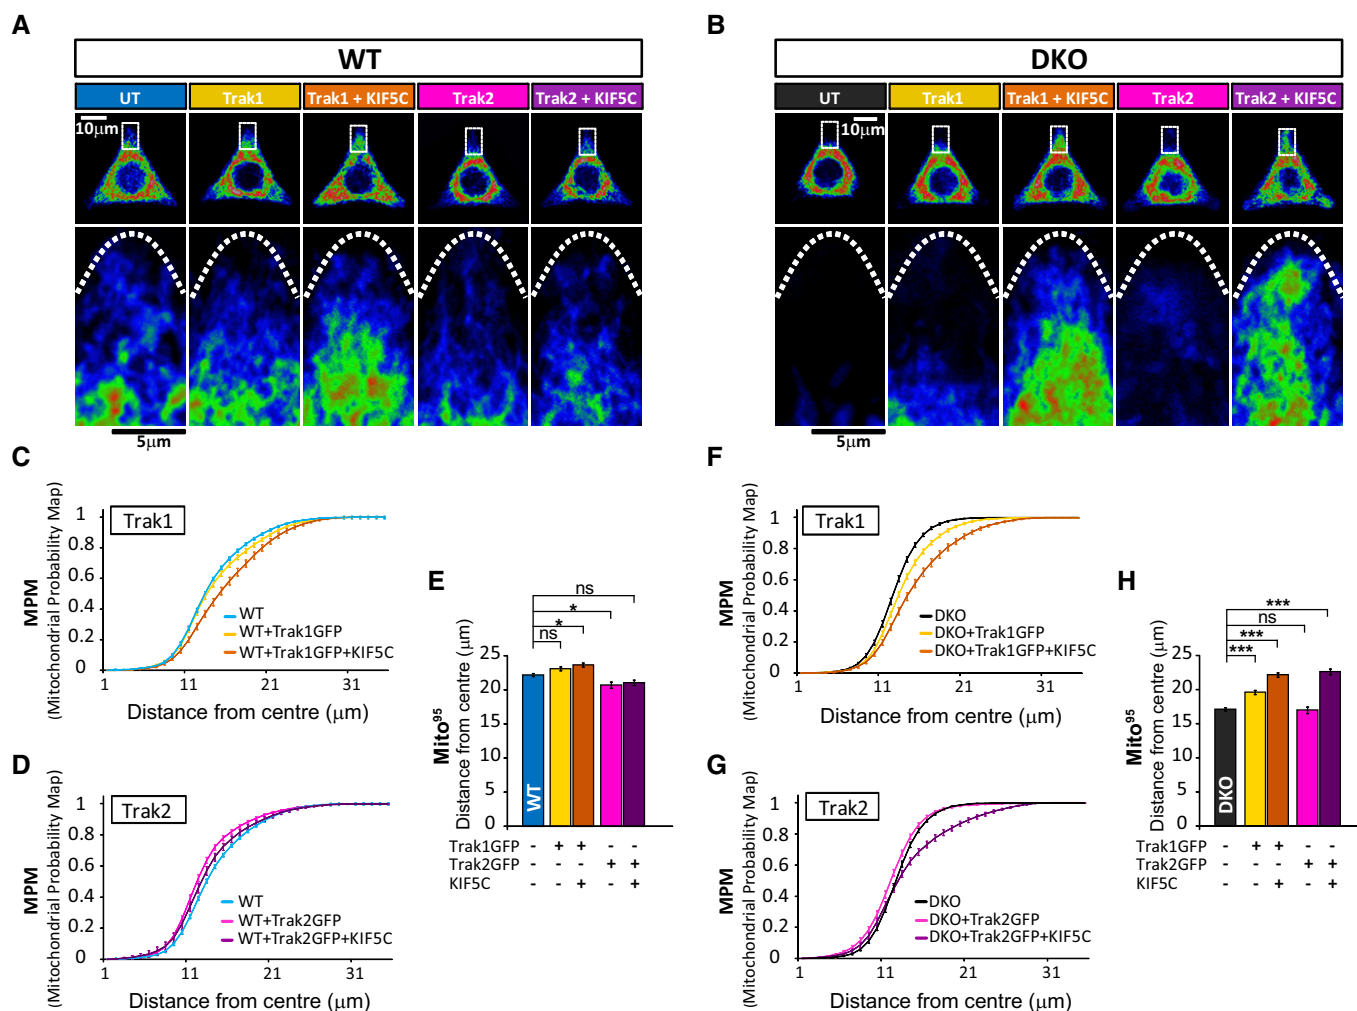 A
WT
UT Trak1 Trak1 + KIF5C Trak2 Trak2 + KIF5C
10μm
5μm
B
DKO
UT Trak1 Trak1 + KIF5C Trak2 Trak2 + KIF5C
10μm
5μm
C
MPM
(Mitochondrial Probability Map)
Trak1
1
0.8
0.6
0.4
0.2
0
WT
WT+Trak1GFP
WT+Trak1GFP+KIF5C
1 11 21 31
Distance from centre (μm)
D
MPM
(Mitochondrial Probability Map)
Trak2
1
0.8
0.6
0.4
0.2
0
WT
WT+Trak2GFP
WT+Trak2GFP+KIF5C
1 11 21 31
Distance from centre (μm)
E
Mito95
Distance from centre (μm)
ns
*
*
ns
25
20
15
10
5
0
WT
Trak1GFP - + + - -
Trak2GFP - - - + +
KIF5C - - + - +
F
MPM
(Mitochondrial Probability Map)
Trak1
1
0.8
0.6
0.4
0.2
0
DKO
DKO+Trak1GFP
DKO+Trak1GFP+KIF5C
1 11 21 31
Distance from centre (μm)
G
MPM
(Mitochondrial Probability Map)
Trak2
1
0.8
0.6
0.4
0.2
0
DKO
DKO+Trak2GFP
DKO+Trak2GFP+KIF5C
1 11 21 31
Distance from centre (μm)
H
Mito95
Distance from centre (μm)
***
ns
***
***
25
20
15
10
5
0
DKO
Trak1GFP - + + - -
Trak2GFP - - - + +
KIF5C - - + - +